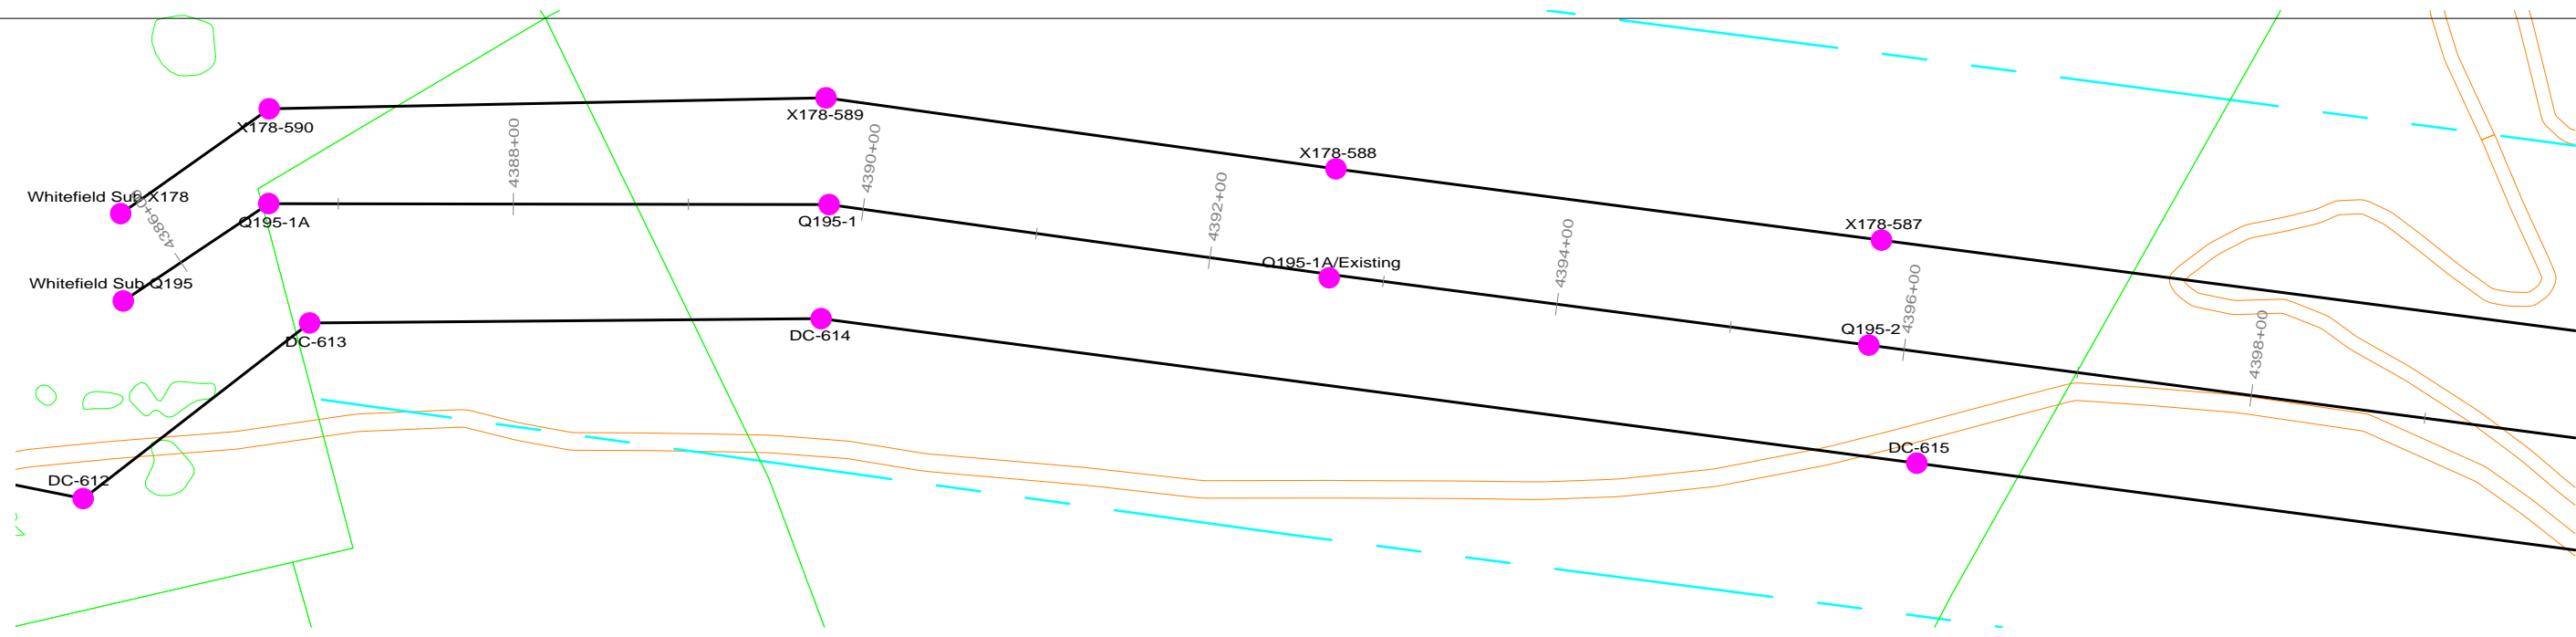 X178-590
X178-589
4388+00
4390+00
X178-588
Whitefield Sub X178
4386+00
4392+00
Q195-1A
Q195-1
X178-587
4394+00
Q195-1A/Existing
4396+00
Whitefield Sub Q195
DC-613
DC-614
Q195-2
4398+00
DC-615
DC-612